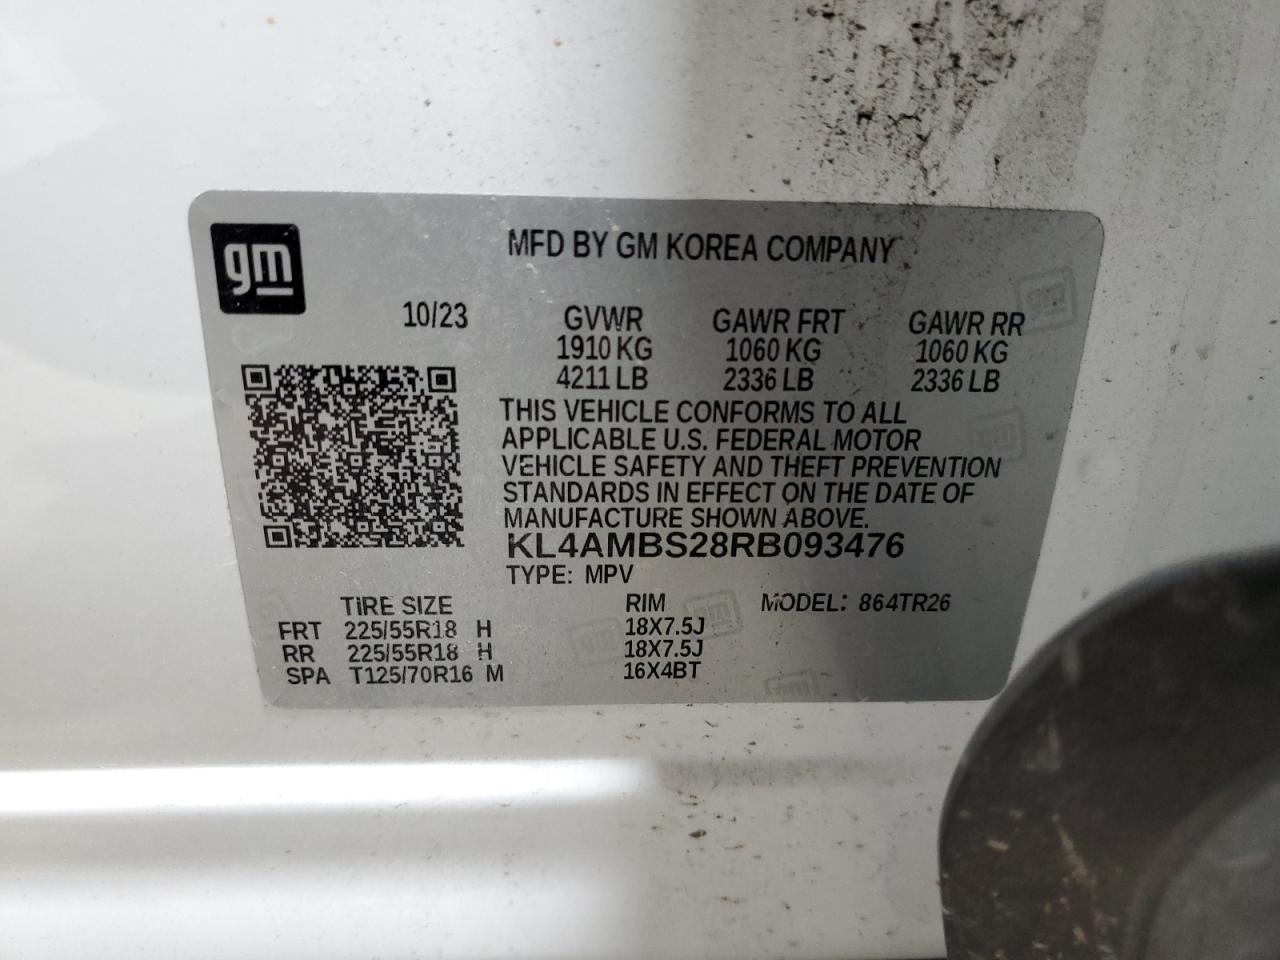 gm
MFD BY GM KOREA COMPANY
10/23
GVWR GAWR FRT GAWR RR
1910 KG 1060 KG 1060 KG
4211 LB 2336 LB 2336 LB
THIS VEHICLE CONFORMS TO ALL
APPLICABLE U.S. FEDERAL MOTOR
VEHICLE SAFETY AND THEFT PREVENTION
STANDARDS IN EFFECT ON THE DATE OF
MANUFACTURE SHOWN ABOVE.
KL4AMBS28RB093476
TYPE: MPV
TIRE SIZE RIM MODEL: 864TR26
FRT 225/55R18 H 18X7.5J
RR 225/55R18 H 18X7.5J
SPA T125/70R16 M 16X4BT